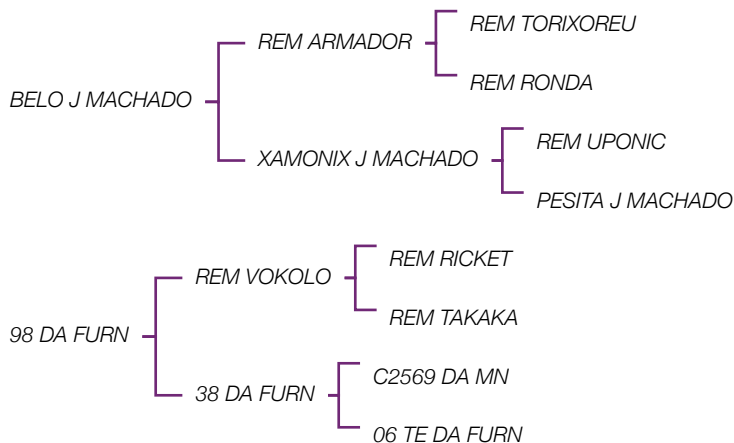 REM TORIXOREU
REM ARMADOR
REM RONDA
BELO J MACHADO
REM UPONIC
XAMONIX J MACHADO
PESITA J MACHADO
REM RICKET
REM VOKOLO
REM TAKAKA
98 DA FURN
C2569 DA MN
38 DA FURN
06 TE DA FURN